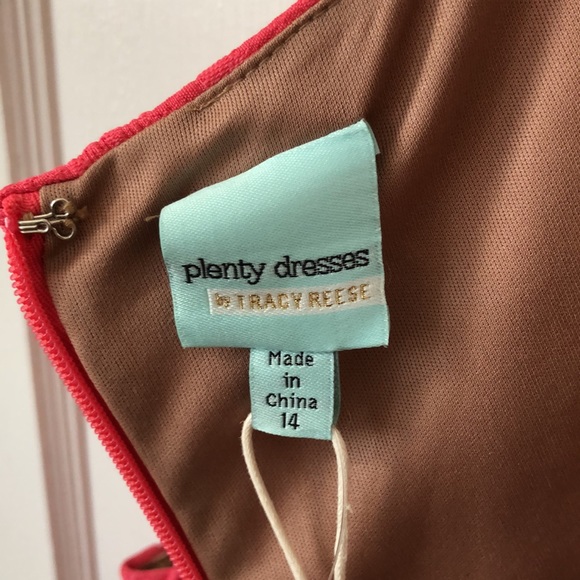 plenty dresses
by TRACY REESE
Made
in
China
14